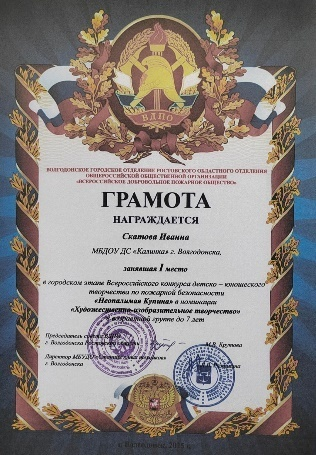 ВДПО
ВОЛГОДОНСКОЕ ГОРОДСКОЕ ОТДЕЛЕНИЕ РОСТОВСКОГО ОБЛАСТНОГО ОТДЕЛЕНИЯ
ОБЩЕРОССИЙСКОЙ ОБЩЕСТВЕННОЙ ОРГАНИЗАЦИИ
«ВСЕРОССИЙСКОЕ ДОБРОВОЛЬНОЕ ПОЖАРНОЕ ОБЩЕСТВО»
ГРАМОТА
НАГРАЖДАЕТСЯ
Скатова Иванна
МБДОУ ДС «Калинка» г. Волгодонска,
занявшая I место
в городском этапе Всероссийского конкурса детско – юношеского
творчества по пожарной безопасности
«Неопалимая Купина» в номинации
«Художественно-изобразительное творчество»
в возрастной группе до 7 лет
Председатель
г. Волгодонска
М.В. Крутова
Директор МБУДО
г. Волгодонска